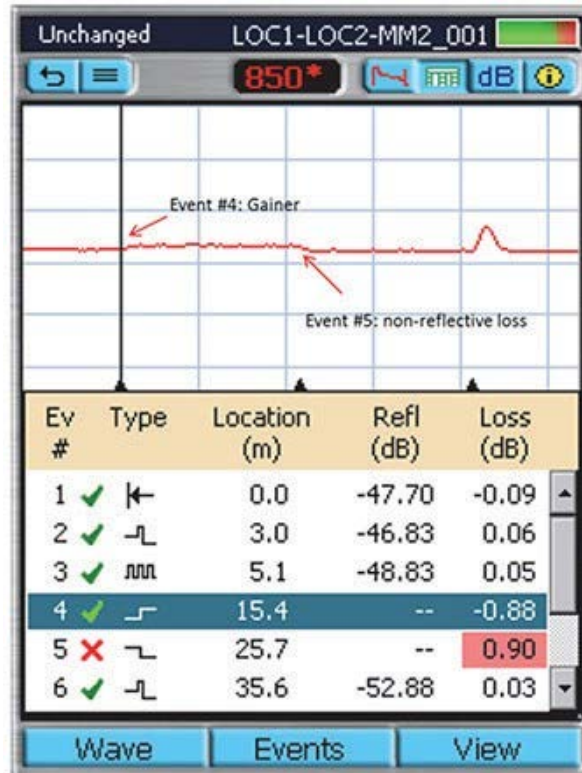 Unchanged LOC1-LOC2-MM2_001
850* dB
Event #4: Gainer
Event #5: non-reflective loss
Ev Type Location Refl Loss
# (m) (dB) (dB)
1 0.0 -47.70 -0.09
2 3.0 -46.83 0.06
3 5.1 -48.83 0.05
4 15.4 -- -0.88
5 25.7 -- 0.90
6 35.6 -52.88 0.03
Wave Events View